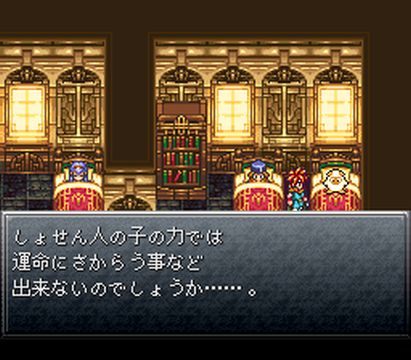 しょせん人の子の力では
運命にさからう事など
出来ないのでしょうか……。